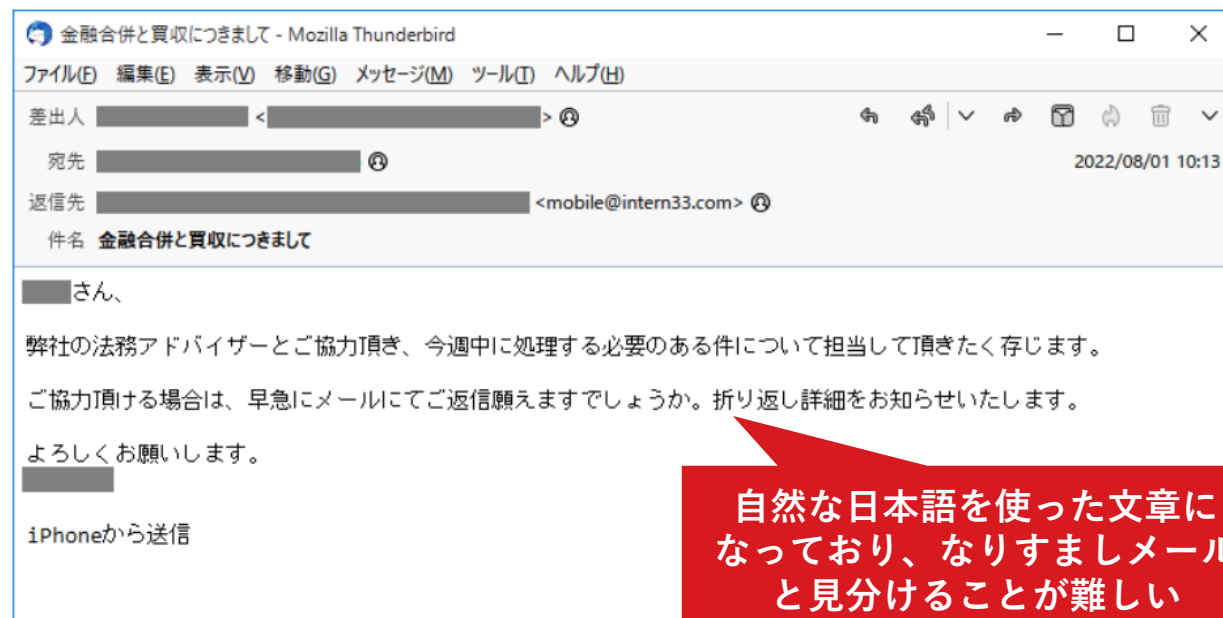 金融合併と買収につきまして - Mozilla Thunderbird
ファイル(F) 編集(E) 表示(V) 移動(G) メッセージ(M) ツール(T) ヘルプ(H)
差出人 < >
宛先
2022/08/01 10:13
返信先 <mobile@intern33.com>
件名 金融合併と買収につきまして
さん、
弊社の法務アドバイザーとご協力頂き、今週中に処理する必要のある件について担当して頂きたく存じます。
ご協力頂ける場合は、早急にメールにてご返信願えますでしょうか。折り返し詳細をお知らせいたします。
よろしくお願いします。
iPhoneから送信
自然な日本語を使った文章に
なっており、なりすましメール
と見分けることが難しい